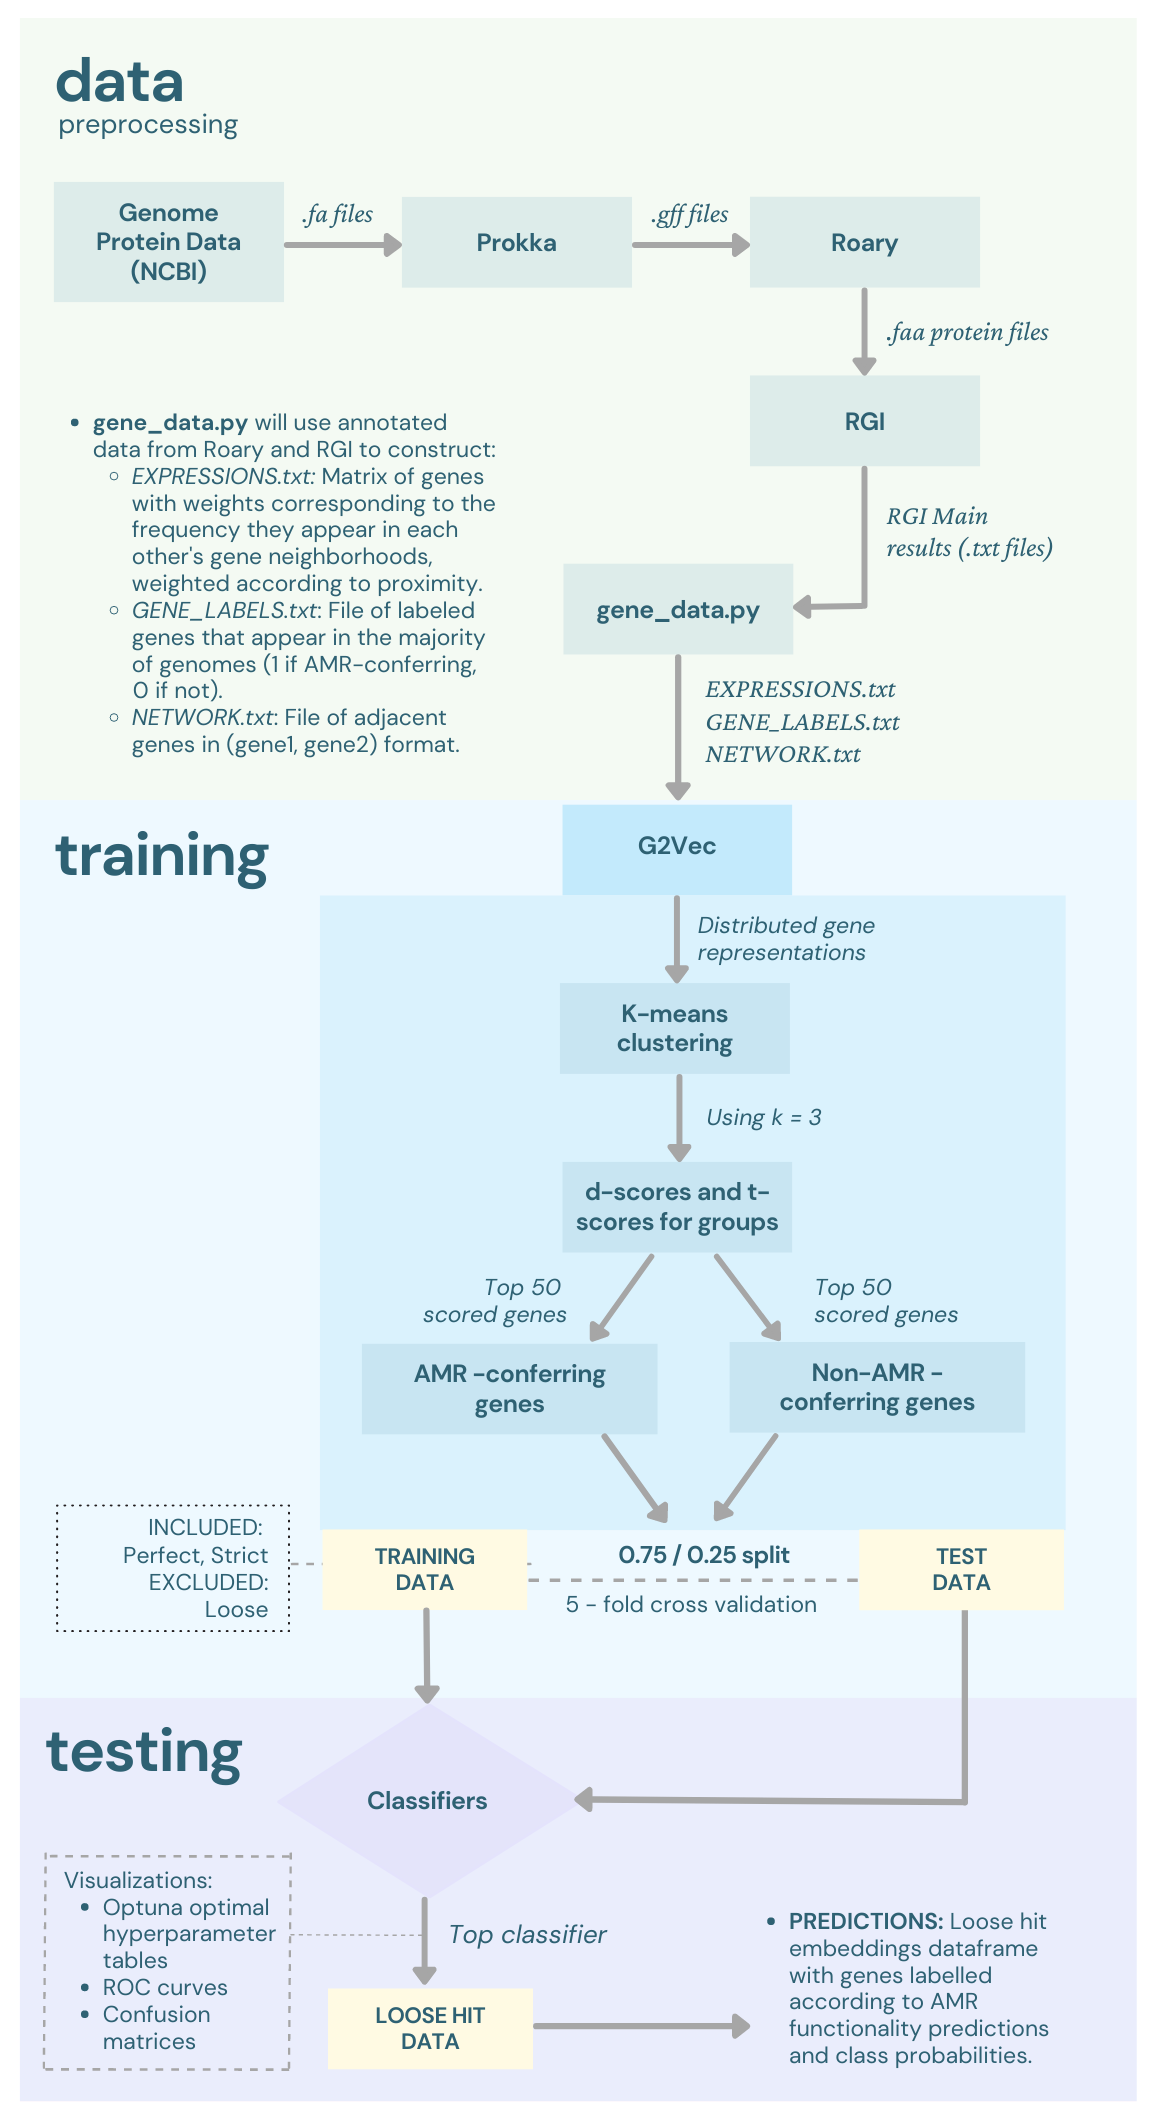 data
preprocessing
Genome
Protein Data
(NCBI)
.fa files
Prokka
.gff files
Roary
.faa protein files
RGI
RGI Main
results (.txt files)
gene_data.py
• gene_data.py will use annotated
data from Roary and RGI to construct:
○ EXPRESSIONS.txt: Matrix of genes
with weights corresponding to the
frequency they appear in each
other's gene neighborhoods,
weighted according to proximity.
○ GENE_LABELS.txt: File of labeled
genes that appear in the majority
of genomes (1 if AMR-conferring,
0 if not).
○ NETWORK.txt: File of adjacent
genes in (gene1, gene2) format.
EXPRESSIONS.txt
GENE_LABELS.txt
NETWORK.txt
training
G2Vec
Distributed gene
representations
K-means
clustering
Using k = 3
d-scores and t-
scores for groups
Top 50
scored genes
Top 50
scored genes
AMR -conferring
genes
Non-AMR -
conferring genes
INCLUDED:
Perfect, Strict
EXCLUDED:
Loose
TRAINING
DATA
0.75 / 0.25 split
5 - fold cross validation
TEST
DATA
testing
Classifiers
Visualizations:
• Optuna optimal
hyperparameter
tables
• ROC curves
• Confusion
matrices
Top classifier
LOOSE HIT
DATA
• PREDICTIONS: Loose hit
embeddings dataframe
with genes labelled
according to AMR
functionality predictions
and class probabilities.